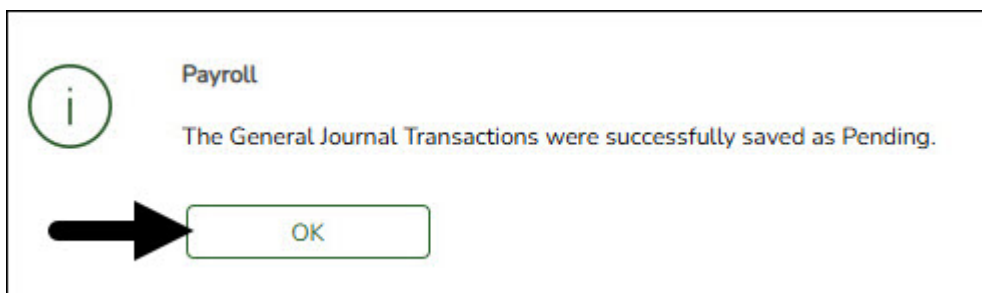 i
Payroll
The General Journal Transactions were successfully saved as Pending.
OK